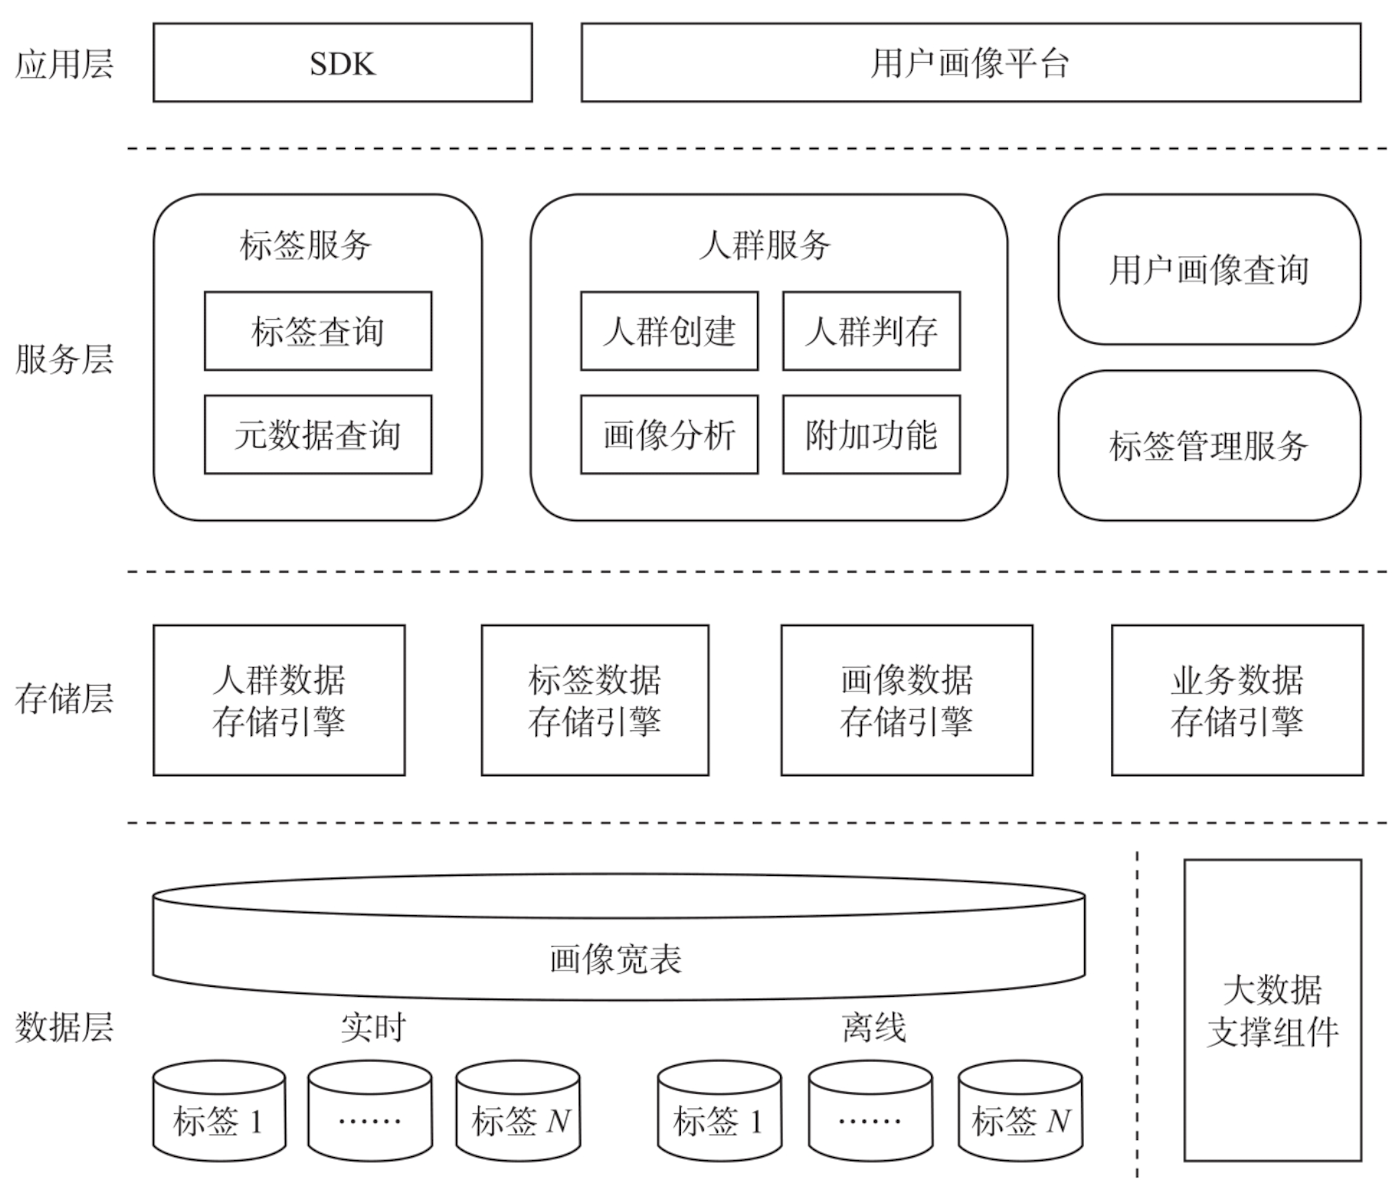 应用层
SDK
用户画像平台
服务层
标签服务
标签查询
元数据查询
人群服务
人群创建
人群判存
画像分析
附加功能
用户画像查询
标签管理服务
存储层
人群数据
存储引擎
标签数据
存储引擎
画像数据
存储引擎
业务数据
存储引擎
数据层
画像宽表
实时
标签 1
……
标签 N
离线
标签 1
……
标签 N
大数据
支撑组件